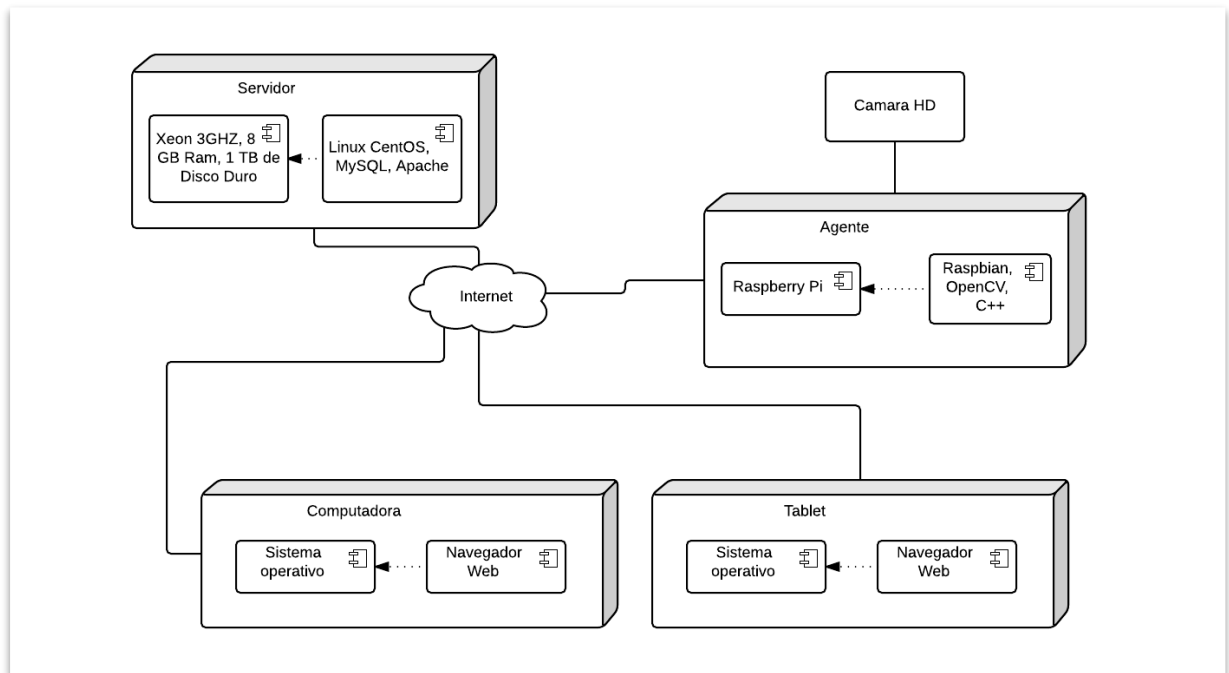 Servidor
Xeon 3GHZ, 8
GB Ram, 1 TB de
Disco Duro
Linux CentOS,
MySQL, Apache
Camara HD
Agente
Raspberry Pi
Raspbian,
OpenCV,
C++
Internet
Computadora
Sistema
operativo
Navegador
Web
Tablet
Sistema
operativo
Navegador
Web